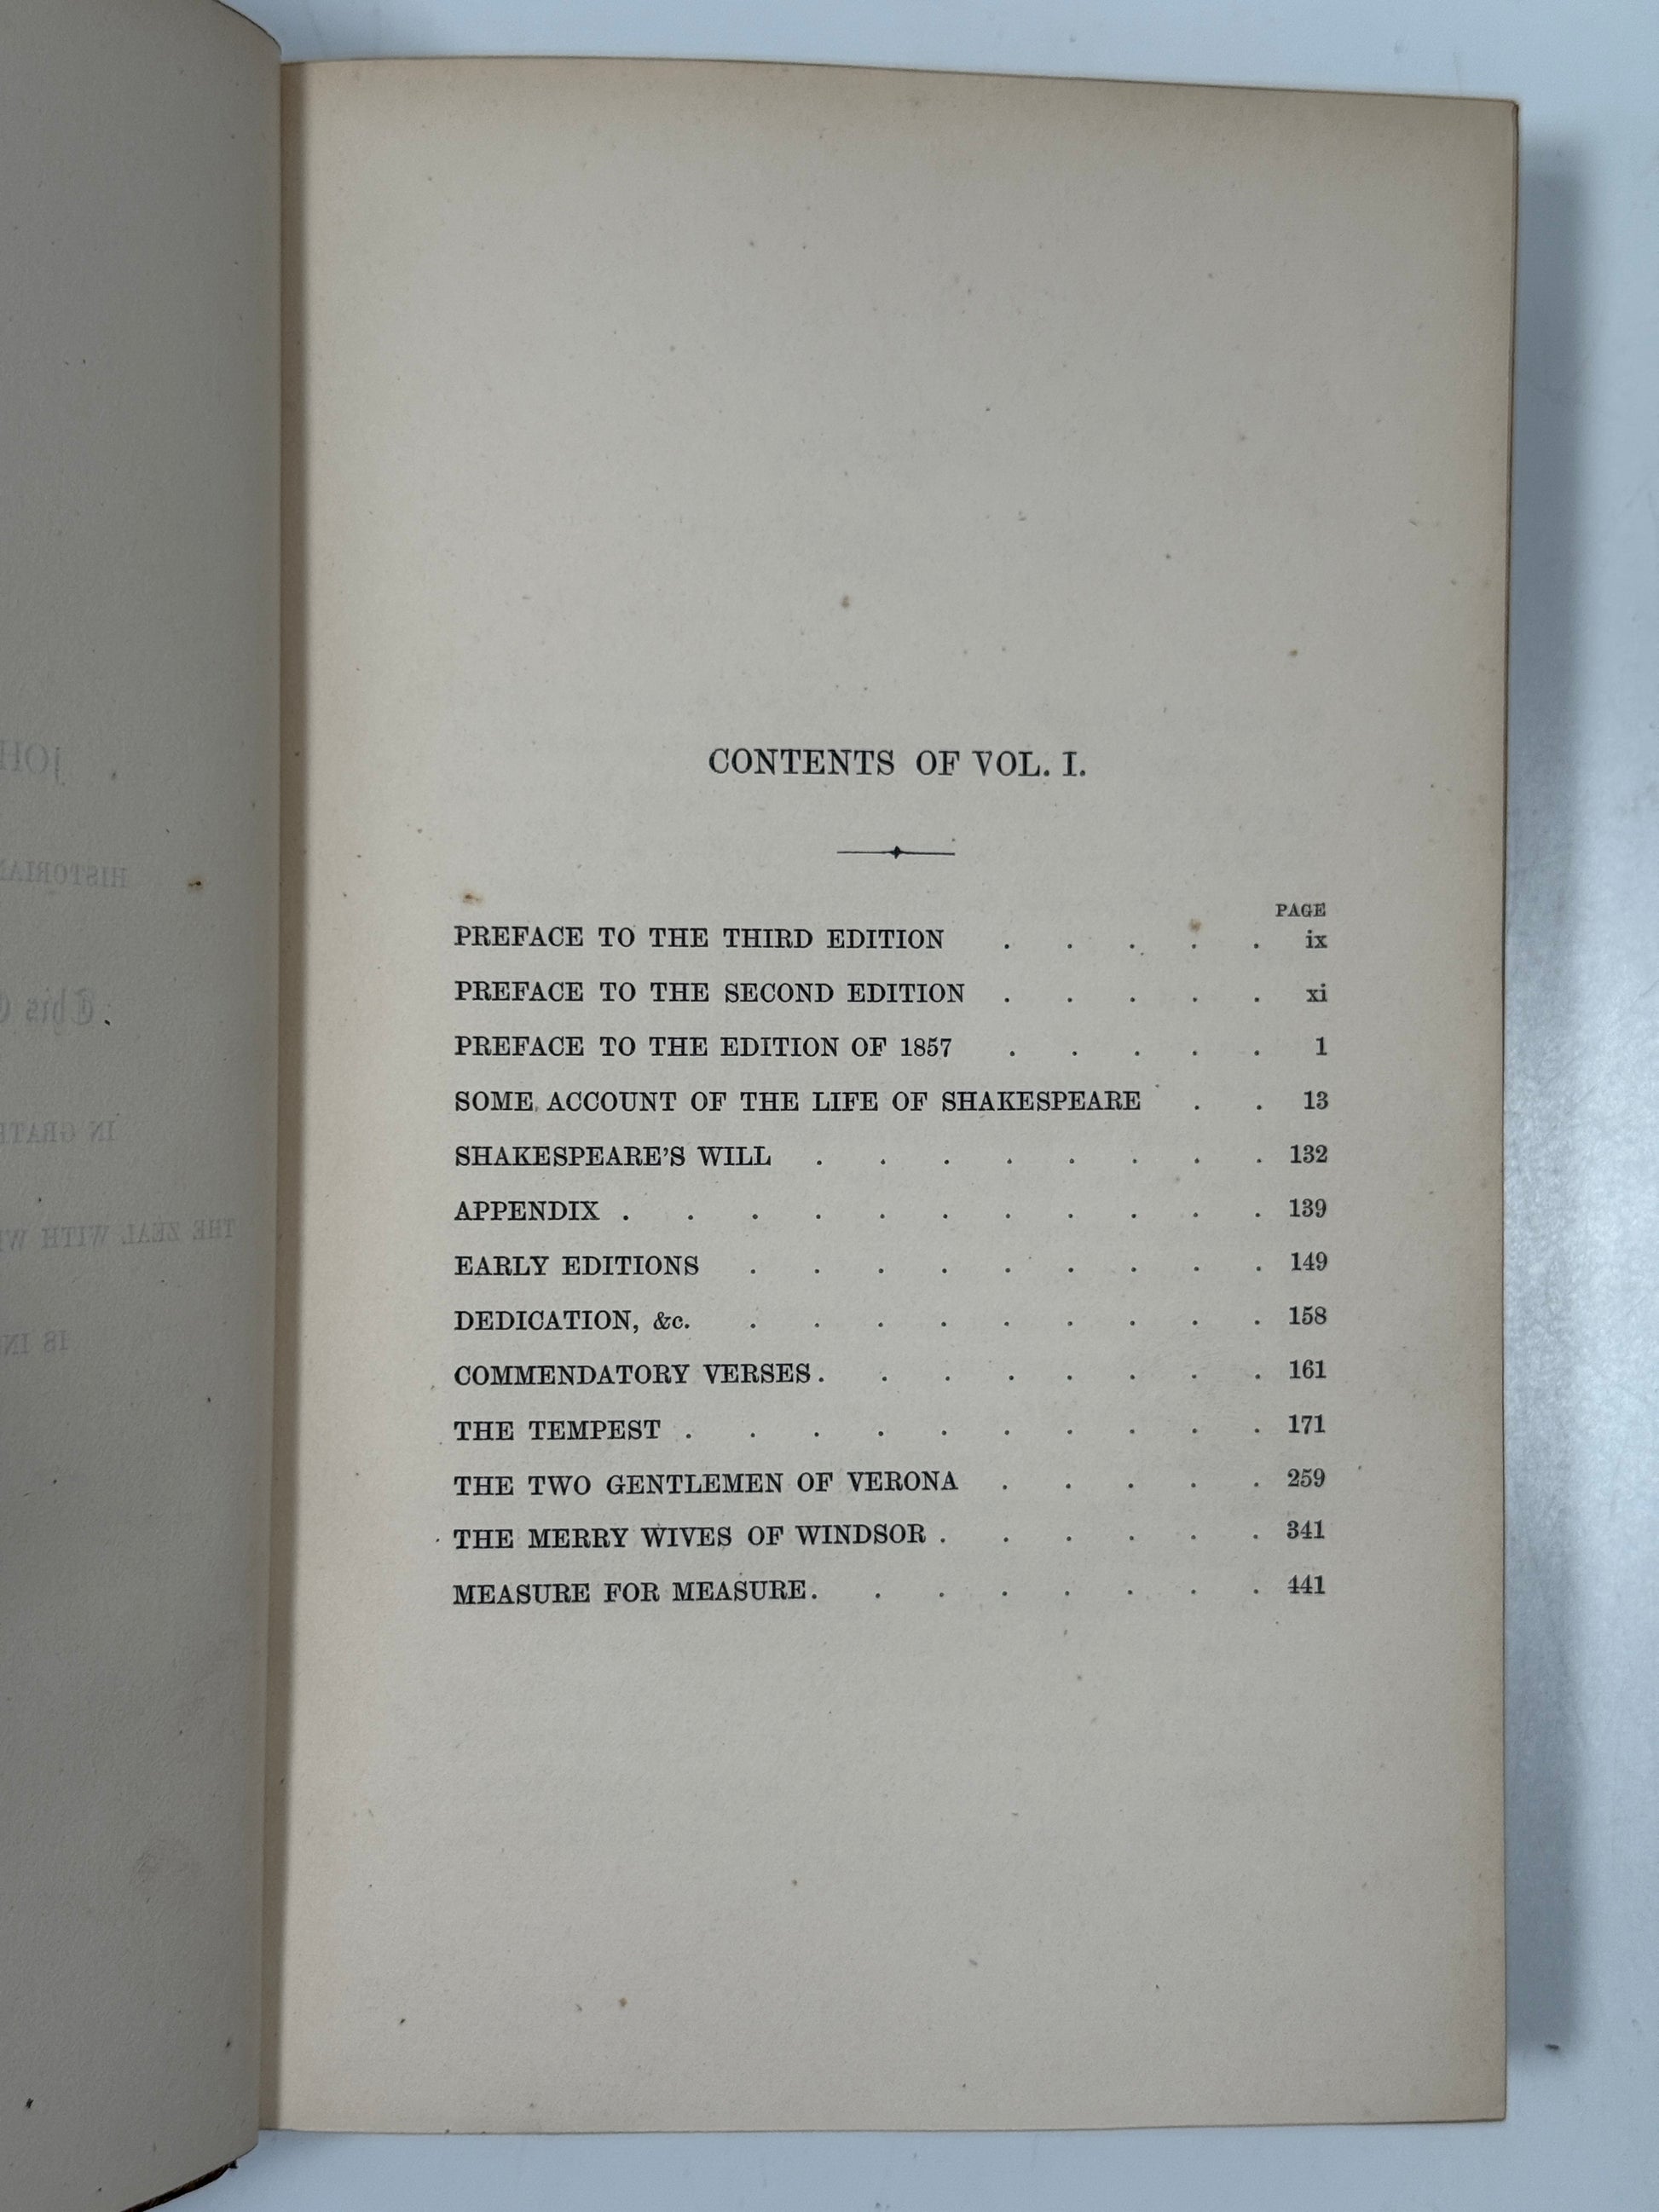 CONTENTS OF VOL. I.
PAGE
PREFACE TO THE THIRD EDITION . . . . . ix
PREFACE TO THE SECOND EDITION . . . . . xi
PREFACE TO THE EDITION OF 1857 . . . . . 1
SOME ACCOUNT OF THE LIFE OF SHAKESPEARE . . 13
SHAKESPEARE'S WILL . . . . . . . . 132
APPENDIX . . . . . . . . . . . 139
EARLY EDITIONS . . . . . . . . . 149
DEDICATION, &c. . . . . . . . . . 158
COMMENDATORY VERSES . . . . . . . . 161
THE TEMPEST . . . . . . . . . . 171
THE TWO GENTLEMEN OF VERONA . . . . . 259
THE MERRY WIVES OF WINDSOR . . . . . . 341
MEASURE FOR MEASURE . . . . . . . . 441